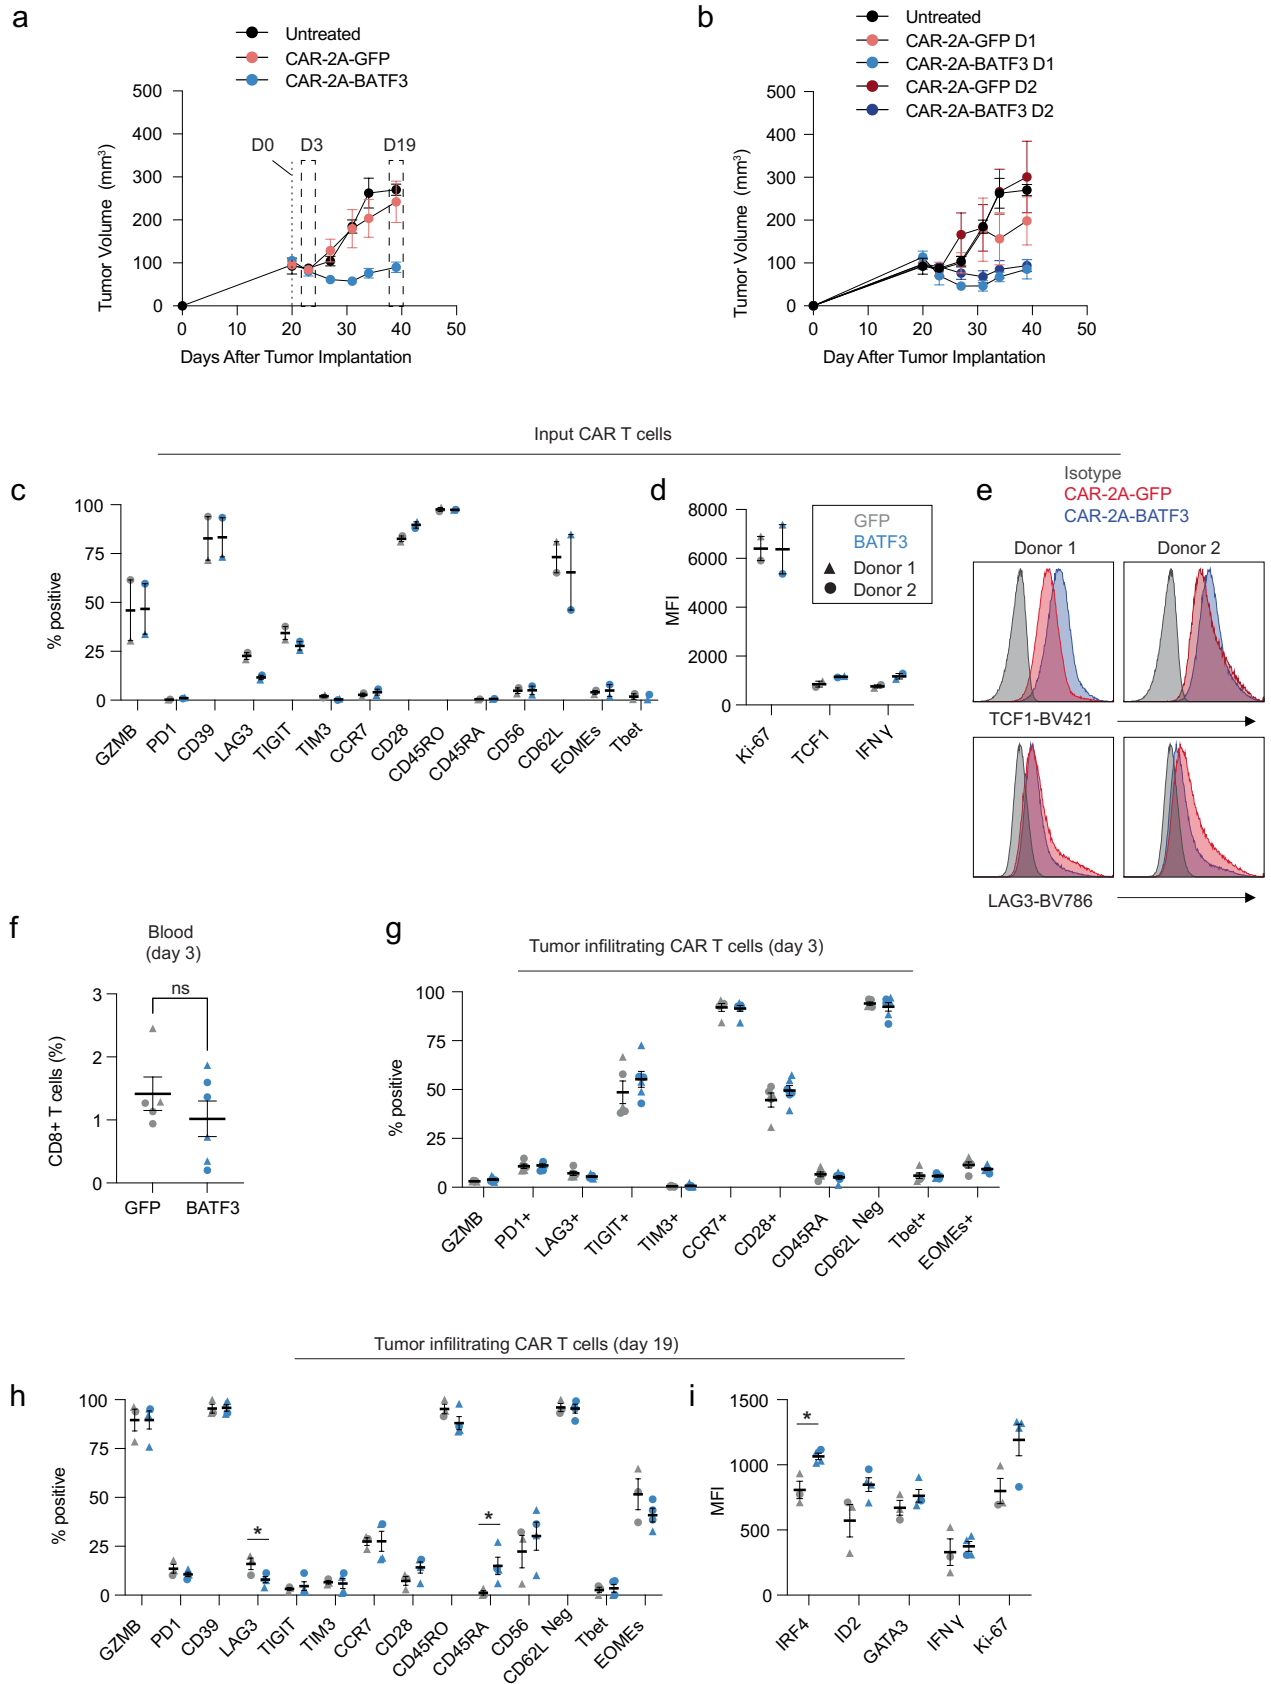 a
Untreated
CAR-2A-GFP
CAR-2A-BATF3
500
400
300
200
100
0
Tumor Volume (mm³)
D0
D3
D19
0 10 20 30 40 50
Days After Tumor Implantation
b
Untreated
CAR-2A-GFP D1
CAR-2A-BATF3 D1
CAR-2A-GFP D2
CAR-2A-BATF3 D2
500
400
300
200
100
0
Tumor Volume (mm³)
0 10 20 30 40 50
Day After Tumor Implantation
Input CAR T cells
c
100
75
50
25
0
% positive
GZMB PD1 CD39 LAG3 TIGIT TIM3 CCR7 CD28 CD45RO CD45RA CD56 CD62L EOMEs Tbet
d
8000
6000
4000
2000
0
MFI
GFP
BATF3
Donor 1
Donor 2
Ki-67 TCF1 IFNγ
e
Isotype
CAR-2A-GFP
CAR-2A-BATF3
Donor 1 Donor 2
TCF1-BV421
LAG3-BV786
f
Blood
(day 3)
ns
3
2
1
0
CD8+ T cells (%)
GFP BATF3
g
Tumor infilitrating CAR T cells (day 3)
100
75
50
25
0
% positive
GZMB PD1+ LAG3+ TIGIT+ TIM3+ CCR7+ CD28+ CD45RA CD62L Neg Tbet+ EOMEs+
Tumor infilitrating CAR T cells (day 19)
h
100
75
50
25
0
% positive
*
*
GZMB PD1 CD39 LAG3 TIGIT TIM3 CCR7 CD28 CD45RO CD45RA CD56 CD62L Neg Tbet EOMEs
i
1500
1000
500
0
MFI
*
IRF4 ID2 GATA3 IFNγ Ki-67